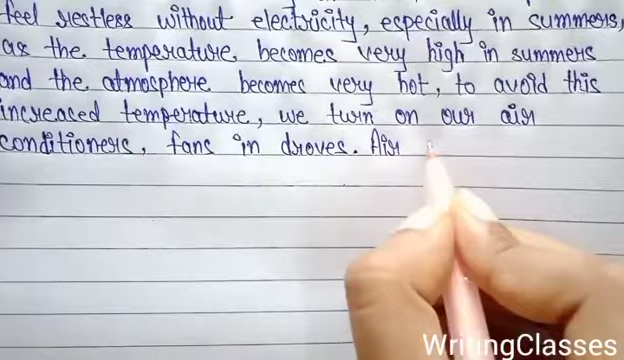 feel restless without electricity, especially in summers,
as the temperature becomes very high in summers
and the atmosphere becomes very hot, to avoid this
increased temperature, we turn on our air
conditioners, fans in droves. Air
WritingClasses